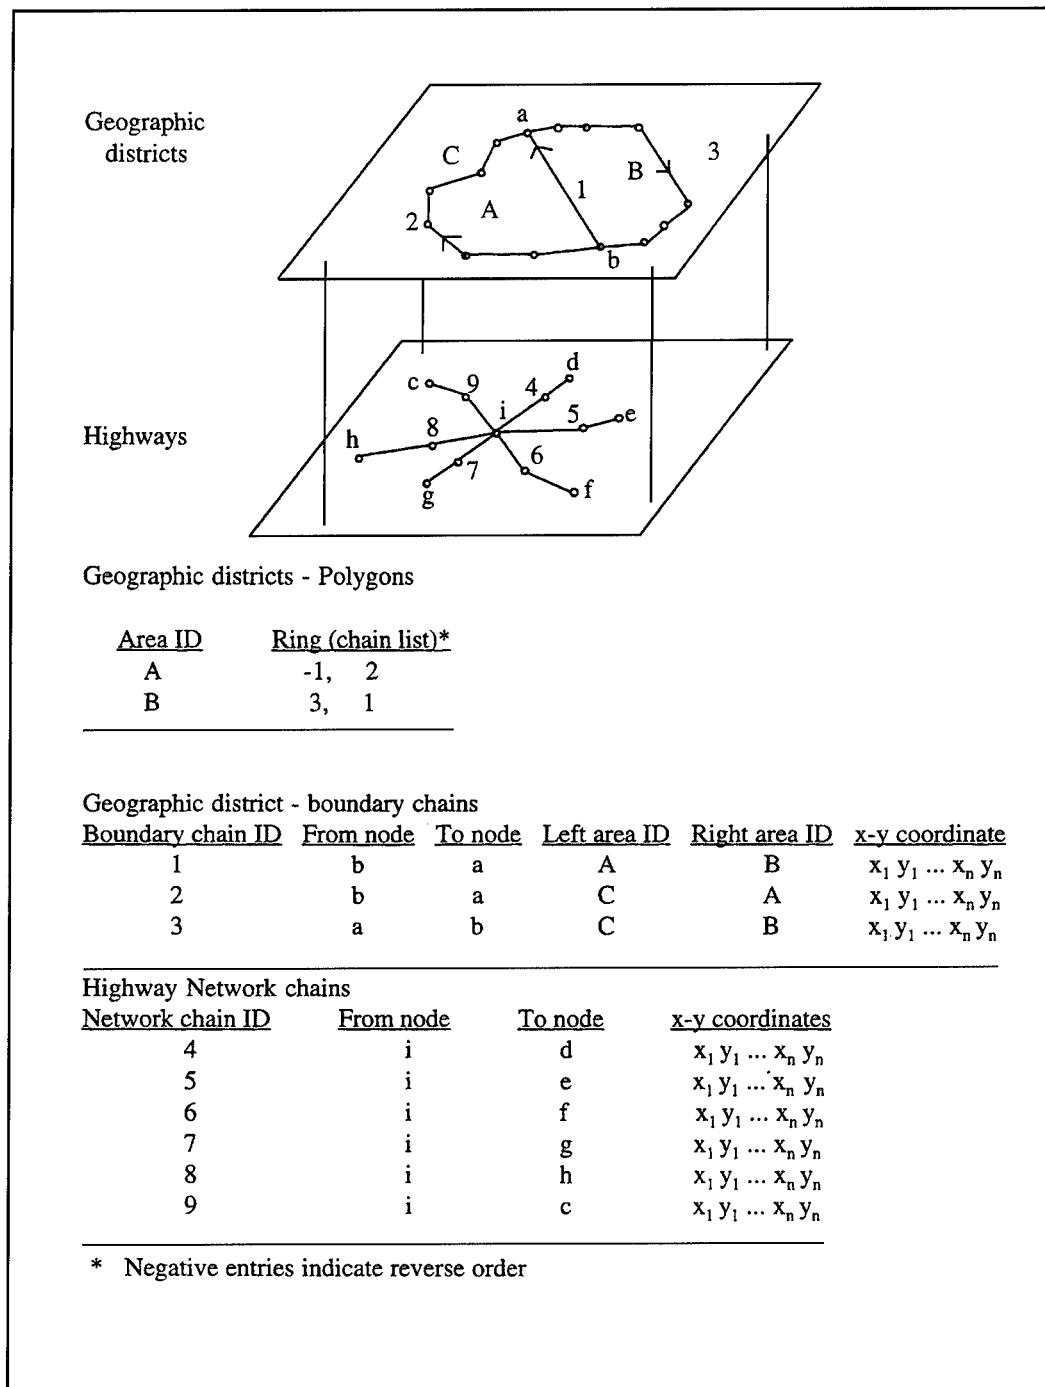 Geographic
districts
a
C
3
B
1
A
2
b
d
c
9
4
i
5
e
h
8
Highways
7
6
g
f
Geographic districts - Polygons
Area ID Ring (chain list)*
A -1, 2
B 3, 1
Geographic district - boundary chains
Boundary chain ID From node To node Left area ID Right area ID x-y coordinate
1 b a A B x₁ y₁ ... xₙ yₙ
2 b a C A x₁ y₁ ... xₙ yₙ
3 a b C B x₁ y₁ ... xₙ yₙ
Highway Network chains
Network chain ID From node To node x-y coordinates
4 i d x₁ y₁ ... xₙ yₙ
5 i e x₁ y₁ ... xₙ yₙ
6 i f x₁ y₁ ... xₙ yₙ
7 i g x₁ y₁ ... xₙ yₙ
8 i h x₁ y₁ ... xₙ yₙ
9 i c x₁ y₁ ... xₙ yₙ
* Negative entries indicate reverse order